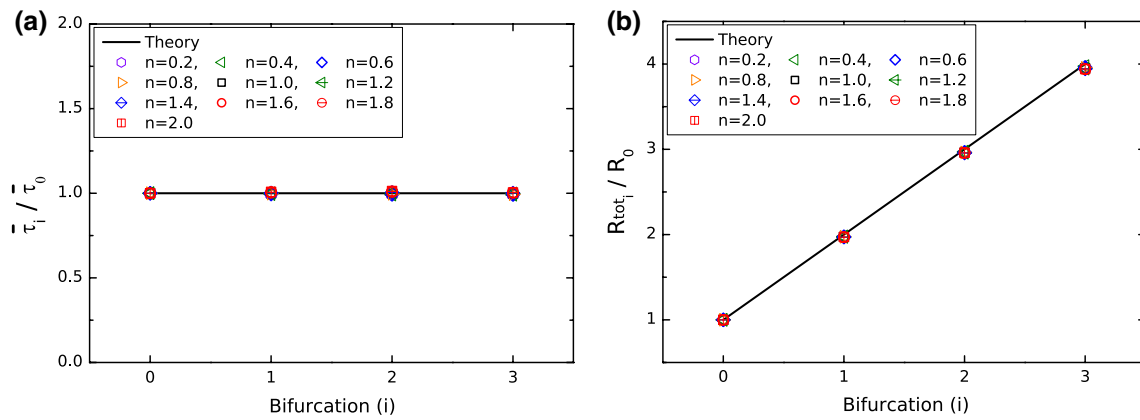 (a)
2.0
1.5
1.0
0.5
0.0
τ̅ᵢ / τ̅₀
Theory
n=0.2, n=0.4, n=0.6
n=0.8, n=1.0, n=1.2
n=1.4, n=1.6, n=1.8
n=2.0
0 1 2 3
Bifurcation (i)
(b)
4
3
2
1
R_tot_i / R_0
Theory
n=0.2, n=0.4, n=0.6
n=0.8, n=1.0, n=1.2
n=1.4, n=1.6, n=1.8
n=2.0
0 1 2 3
Bifurcation (i)